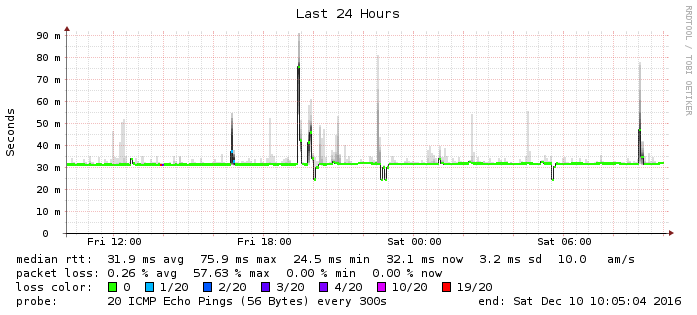 Last 24 Hours
RRDTOOL / TOBI OETIKER
Seconds
90 m
80 m
70 m
60 m
50 m
40 m
30 m
20 m
10 m
0
Fri 12:00 Fri 18:00 Sat 00:00 Sat 06:00
median rtt: 31.9 ms avg 75.9 ms max 24.5 ms min 32.1 ms now 3.2 ms sd 10.0 am/s
packet loss: 0.26 % avg 57.63 % max 0.00 % min 0.00 % now
loss color: 0 1/20 2/20 3/20 4/20 10/20 19/20
probe: 20 ICMP Echo Pings (56 Bytes) every 300s end: Sat Dec 10 10:05:04 2016